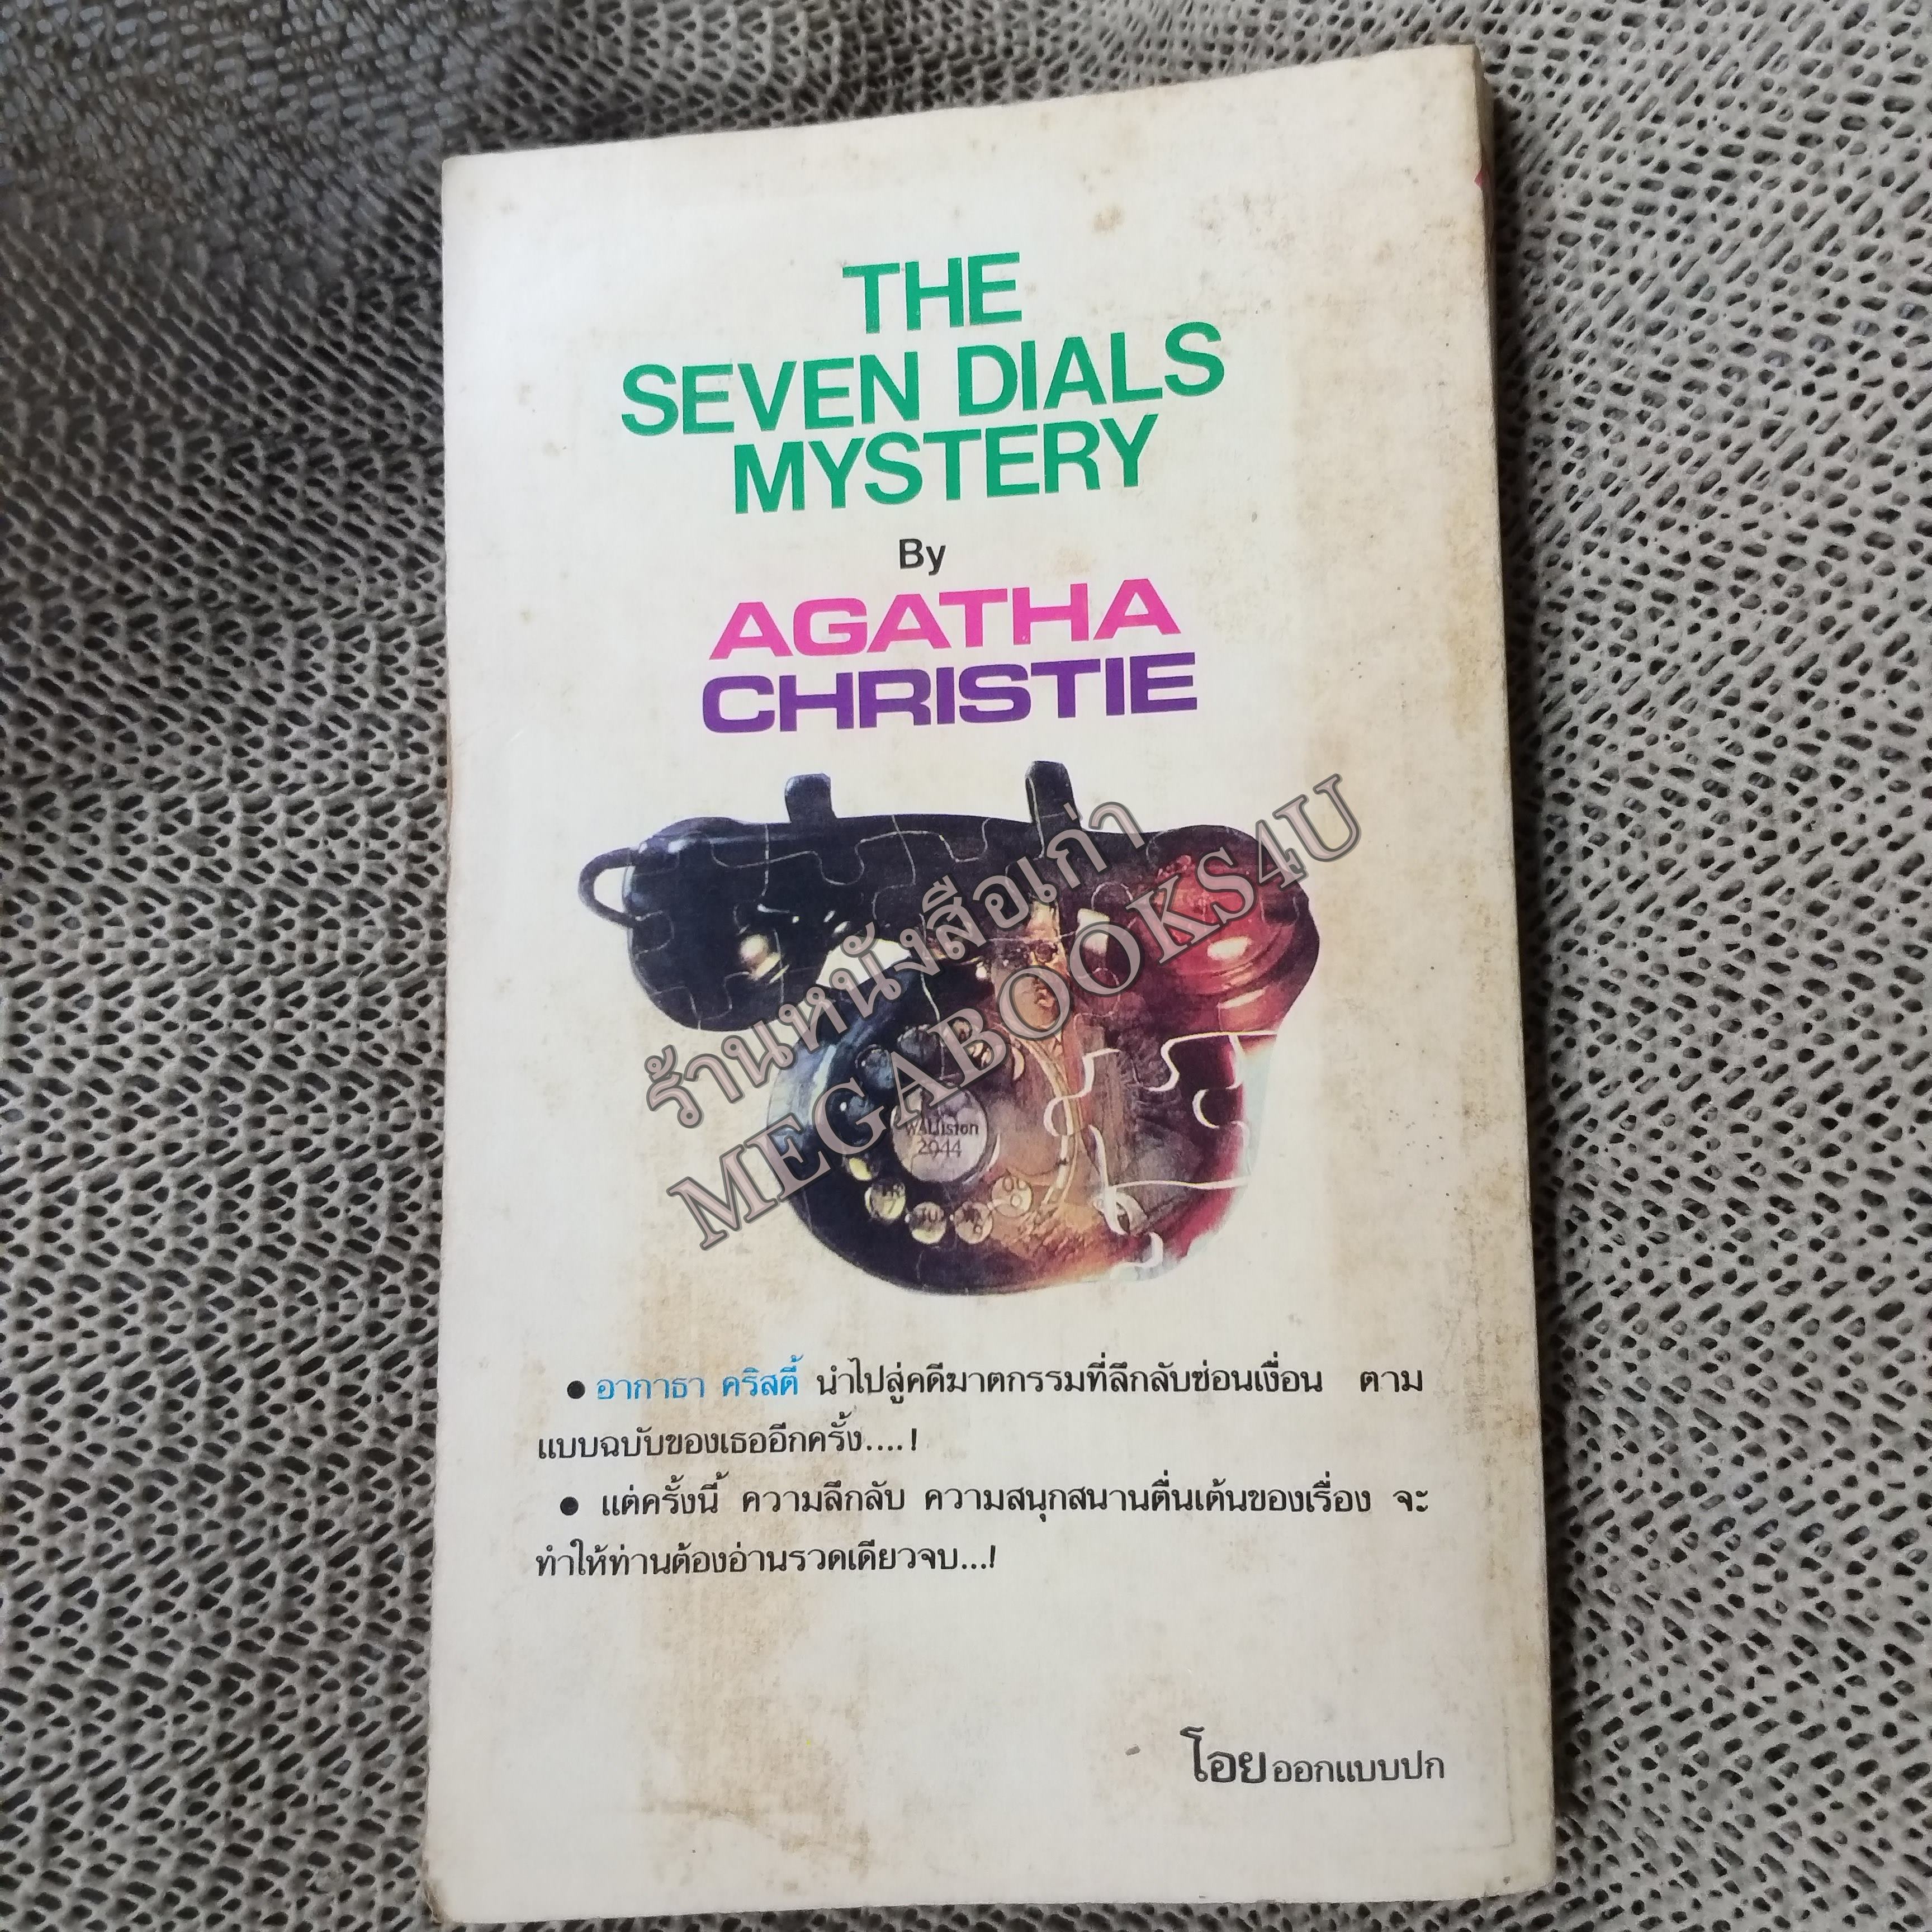 THE
SEVEN DIALS
MYSTERY
By
AGATHA
CHRISTIE
ร้านหนังสือเก่า
MEGABOOKS4U
WALliston
2944
● อากาธา คริสตี้ นำไปสู่คดีฆาตกรรมที่ลึกลับซ่อนเงื่อน ตาม
แบบฉบับของเธออีกครั้ง....!
● แต่ครั้งนี้ ความลึกลับ ความสนุกสนานตื่นเต้นของเรื่อง จะ
ทำให้ท่านต้องอ่านรวดเดียวจบ...!
โอยออกแบบปก